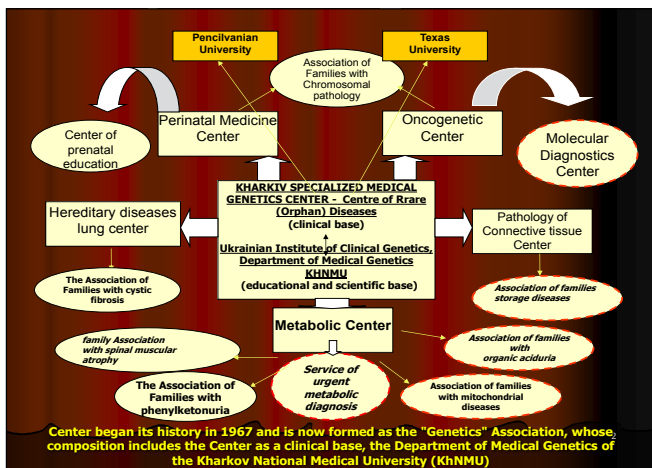 Pencilvanian
University
Texas
University
Association of
Families with
Chromosomal
pathology
Perinatal Medicine
Center
Oncogenetic
Center
Center of
prenatal
education
Molecular
Diagnostics
Center
KHARKIV SPECIALIZED MEDICAL
GENETICS CENTER - Centre of Rrare
(Orphan) Diseases
(clinical base)
Ukrainian Institute of Clinical Genetics,
Department of Medical Genetics
KHNMU
(educational and scientific base)
Hereditary diseases
lung center
Pathology of
Connective tissue
Center
The Association of
Families with cystic
fibrosis
Association of families
storage diseases
Metabolic Center
family Association
with spinal muscular
atrophy
Association of families
with
organic aciduria
The Association of
Families with
phenylketonuria
Service of
urgent
metabolic
diagnosis
Association of families
with mitochondrial
diseases
Center began its history in 1967 and is now formed as the "Genetics" Association, whose
composition includes the Center as a clinical base, the Department of Medical Genetics of
the Kharkov National Medical University (KhNMU)
2